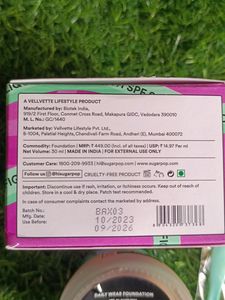 A VELLVETTE LIFESTYLE PRODUCT
Manufactured by: Biotek India,
919/2 First Floor, Conmet Cross Road, Makarpura GIDC, Vadodara 390010
M. L. No.: GC/1440
Marketed by: Vellvette Lifestyle Pvt. Ltd.,
B-1004, Paletial Heights, Chandivali Farm Road, Andheri (E), Mumbai 400072
Commodity: Foundation | MRP: ₹449.00 (Incl. of all taxes) | USP: ₹ 14.97 Per ml
Net Volume: 30 ml | MADE IN INDIA | FOR EXTERNAL USE ONLY
Customer Care: 1800-209-9933 | hi@sugarpop.com | www.sugarpop.com
Follow us: @hisugarpop
CRUELTY-FREE PRODUCT
Important: Discontinue use if rash, irritation, or itchiness occurs. Keep out of reach of
children. Store in a cool & dry place. Patch test recommended.
In case of consumer complaints contact the marketer by address.
Batch No.: BAX03
Mfg. Date: 10/2023
09/2026
DAILY WEAR FOUNDATION